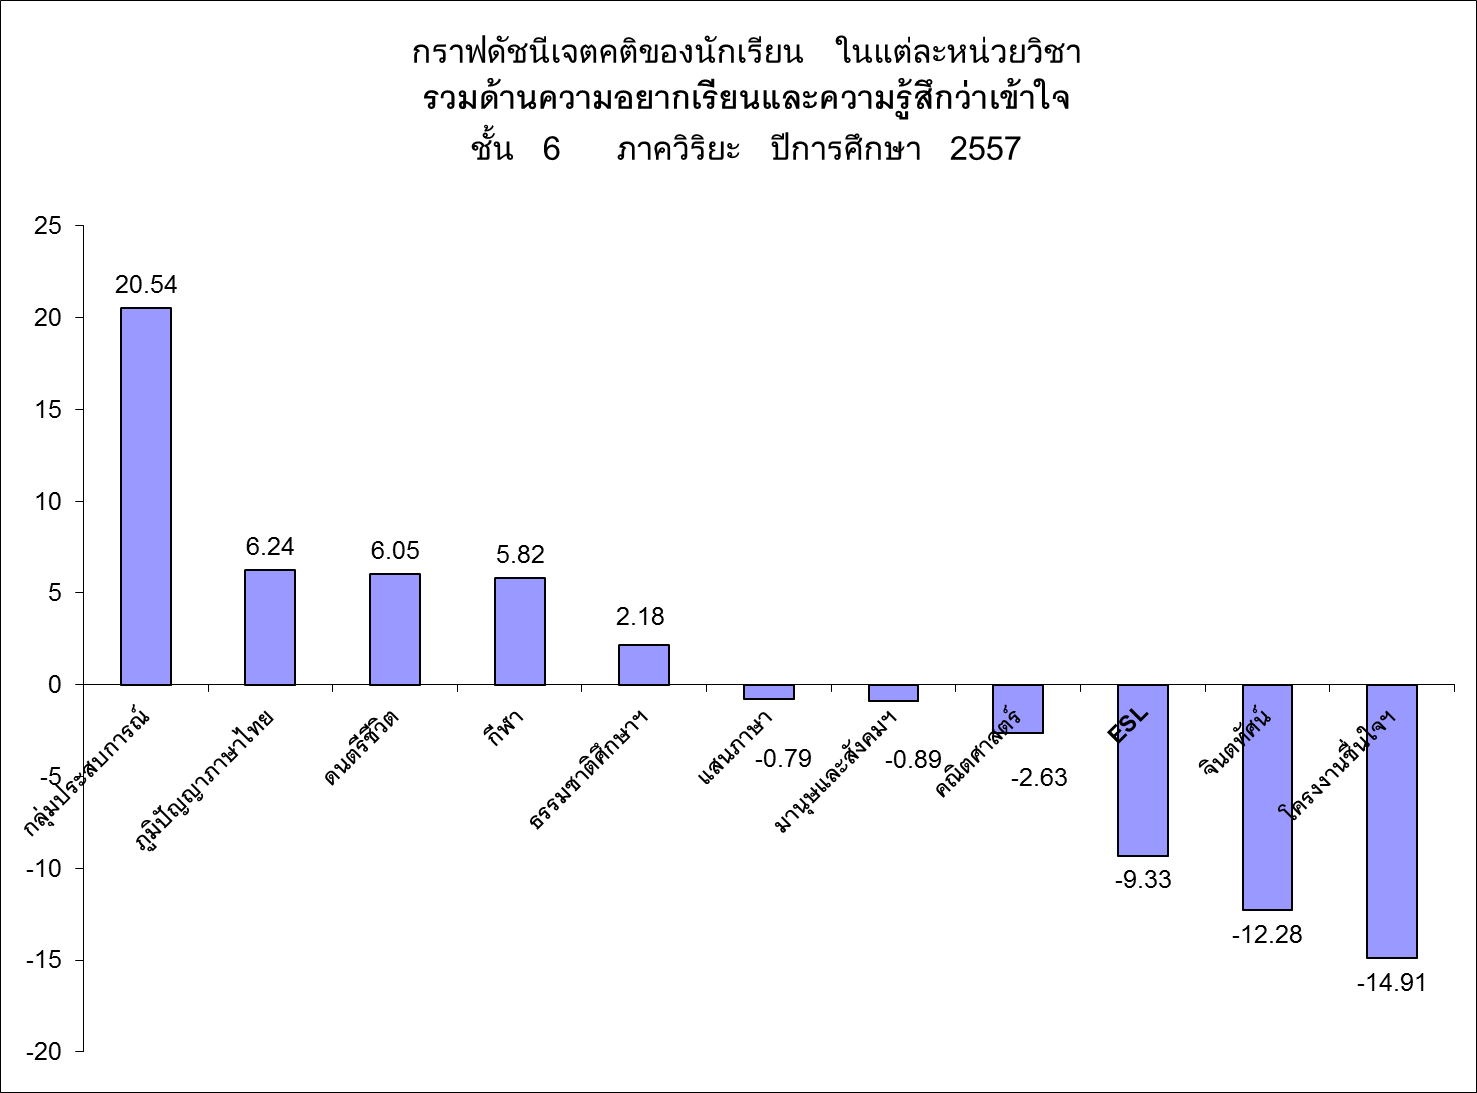 กราฟดัชนีเจตคติของนักเรียน ในแต่ละหน่วยวิชา
รวมด้านความอยากเรียนและความรู้สึกว่าเข้าใจ
ชั้น 6 ภาควิริยะ ปีการศึกษา 2557
25
20
15
10
5
0
-5
-10
-15
-20
20.54
6.24
6.05
5.82
2.18
-0.79
-0.89
-2.63
-9.33
-12.28
-14.91
กลุ่มประสบการณ์
ภูมิปัญญาภาษาไทย
ดนตรีชีวิต
กีฬา
ธรรมชาติศึกษาฯ
แสนภาษา
มานุษและสังคมฯ
คณิตศาสตร์
ESL
จินตทัศน์
โครงงานชื่นใจฯ